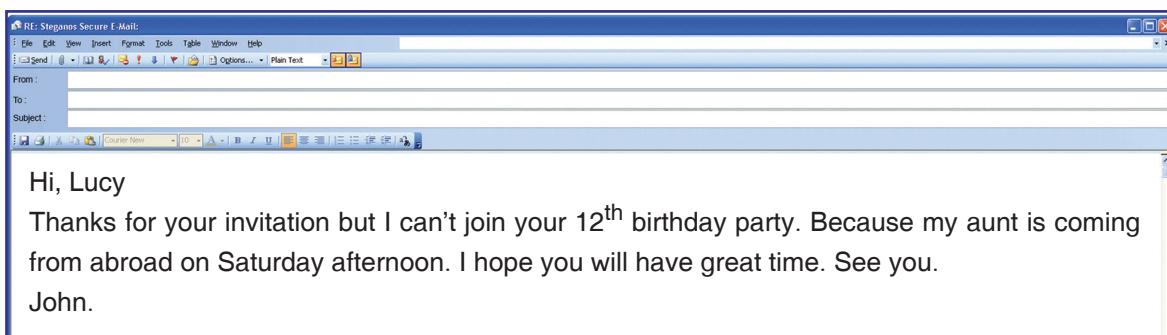 RE: Steganos Secure E-Mail:
File Edit View Insert Format Tools Table Window Help
Send Options... Plain Text
From :
To :
Subject :
Courier New 10 A B I U
Hi, Lucy
Thanks for your invitation but I can't join your 12th birthday party. Because my aunt is coming
from abroad on Saturday afternoon. I hope you will have great time. See you.
John.